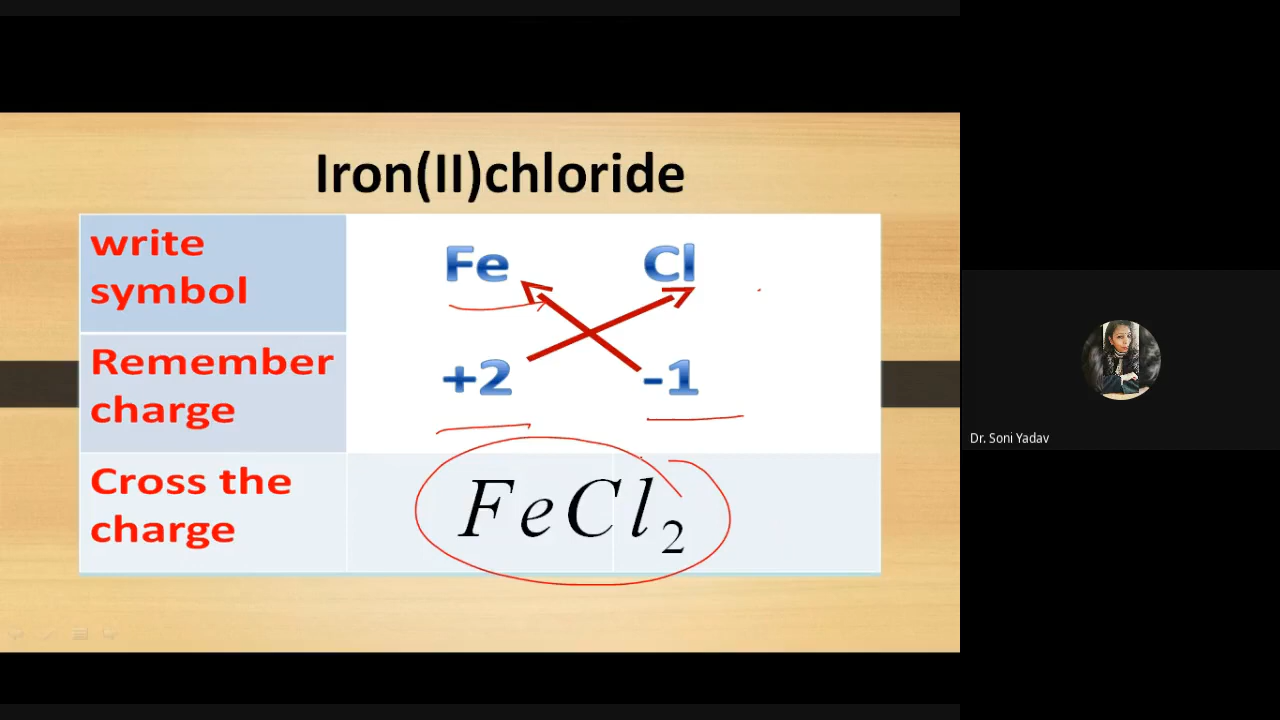 Iron(II)chloride
write
symbol
Fe Cl
Remember
charge
+2 -1
Cross the
charge
FeCl₂
Dr. Soni Yadav